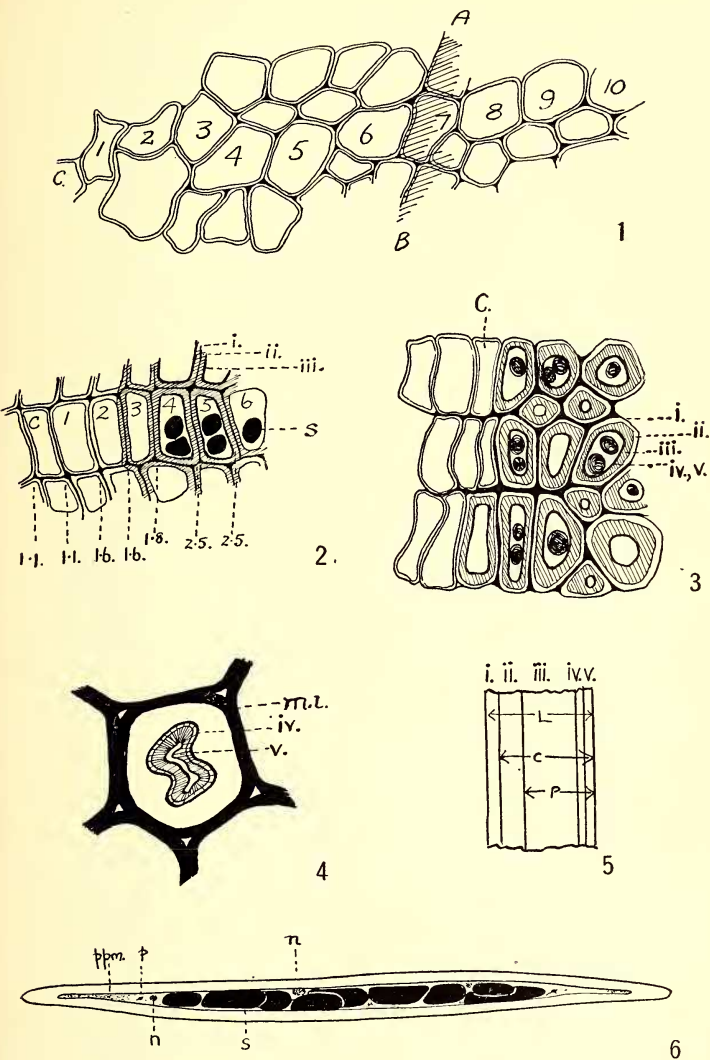 A
1 2 3 4 5 6 7 8 9 10
C.
B
1
i.
ii.
iii.
C 1 2 3 4 5 6
s
1·1. 1·1. 1·6. 1·6. 1·8. 2·5. 2·5.
2
C.
i.
ii.
iii.
iv., v.
3
m.l.
iv.
v.
4
i. ii. iii. iv. v.
L
C
P
5
ppm. p n
n s
6